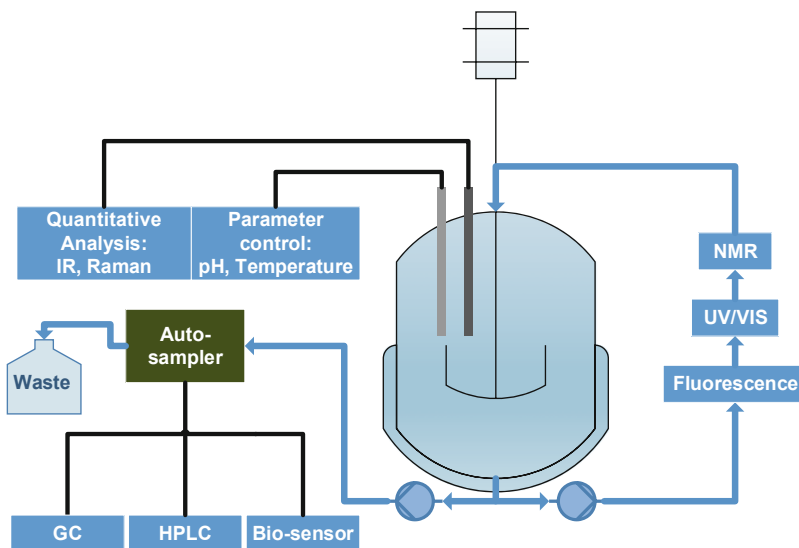 Quantitative
Analysis:
IR, Raman
Parameter
control:
pH, Temperature
NMR
UV/VIS
Fluorescence
Auto-
sampler
Waste
GC
HPLC
Bio-sensor